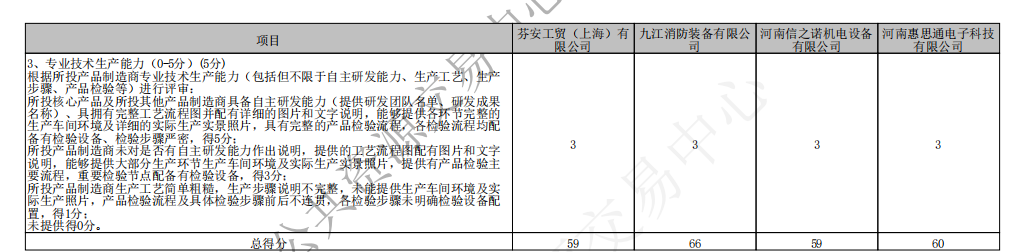 项目
芬安工贸（上海）有限公司
九江消防装备有限公司
河南信之诺机电设备有限公司
河南惠思通电子科技有限公司
3、专业技术生产能力（0-5分）(5分)
根据所投产品制造商专业技术生产能力（包括但不限于自主研发能力、生产工艺、生产
步骤、产品检验等）进行评审：
所投核心产品及所投其他产品制造商具备自主研发能力（提供研发团队名单、研发成果
名称）、具拥有完整工艺流程图并配有详细的图片和文字说明，能够提供各环节完整的
生产车间环境及详细的实际生产实景照片，具有完整的产品检验流程，各检验流程均配
备有检验设备、检验步骤严密，得5分；
所投产品制造商未对是否有自主研发能力作出说明，提供的工艺流程图配有图片和文字
说明，能够提供大部分生产环节生产车间环境及实际生产实景照片，提供有产品检验主
要流程，重要检验节点配备有检验设备，得3分；
所投产品制造商生产工艺简单粗糙，生产步骤说明不完整，未能提供生产车间环境及实
际生产照片，产品检验流程及具体检验步骤前后不连贯，各检验步骤未明确检验设备配
置，得1分；
未提供得0分。
3 3 3 3
总得分 59 66 59 60
公共资源交易中心
交易中心